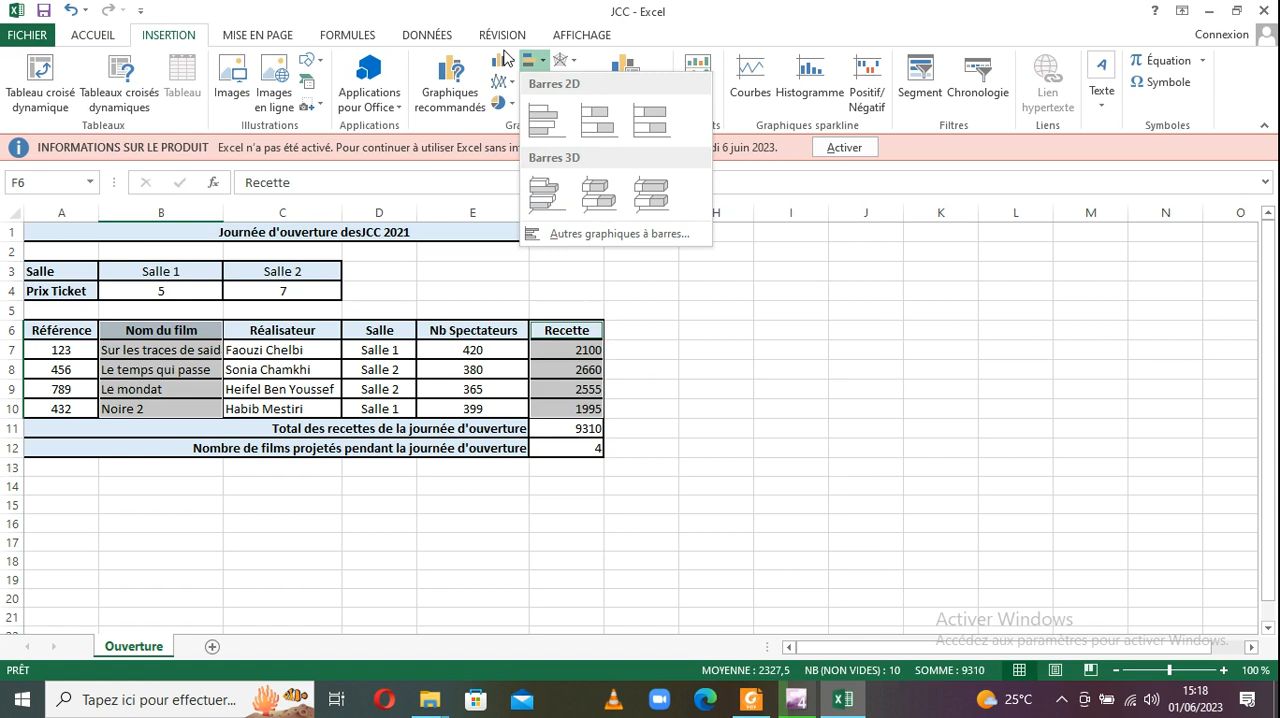 JCC - Excel
FICHIER ACCUEIL INSERTION MISE EN PAGE FORMULES DONNÉES RÉVISION AFFICHAGE Connexion
Tableau croisé dynamique
Tableaux croisés dynamiques
Tableau
Tableaux
Images
Images en ligne
Illustrations
Applications pour Office
Applications
Graphiques recommandés
Courbes Histogramme Positif/ Négatif
Graphiques sparkline
Segment Chronologie
Filtres
Lien hypertexte
Liens
Texte
Équation
Symbole
Symboles
Barres 2D
Barres 3D
Autres graphiques à barres...
INFORMATIONS SUR LE PRODUIT Excel n'a pas été activé. Pour continuer à utiliser Excel sans in di 6 juin 2023. Activer
F6 fx Recette
A B C D E H I J K L M N O
1 Journée d'ouverture desJCC 2021
2
3 Salle Salle 1 Salle 2
4 Prix Ticket 5 7
5
6 Référence Nom du film Réalisateur Salle Nb Spectateurs Recette
7 123 Sur les traces de said Faouzi Chelbi Salle 1 420 2100
8 456 Le temps qui passe Sonia Chamkhi Salle 2 380 2660
9 789 Le mondat Heifel Ben Youssef Salle 2 365 2555
10 432 Noire 2 Habib Mestiri Salle 1 399 1995
11 Total des recettes de la journée d'ouverture 9310
12 Nombre de films projetés pendant la journée d'ouverture 4
13
14
15
16
17
18
19
20
21
Activer Windows
Accédez aux paramètres pour activer Windows.
Ouverture
PRÊT MOYENNE : 2327,5 NB (NON VIDES) : 10 SOMME : 9310 100 %
Tapez ici pour effectuer... 25°C 05:18
01/06/2023